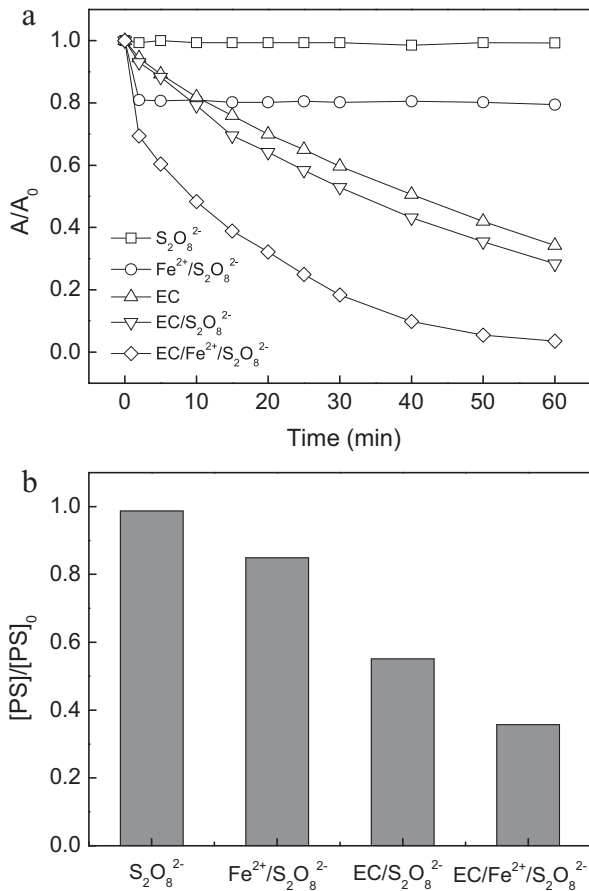 a
1.0
0.8
0.6
0.4
0.2
0.0
A/A₀
S₂O₈²⁻
Fe²⁺/S₂O₈²⁻
EC
EC/S₂O₈²⁻
EC/Fe²⁺/S₂O₈²⁻
0 10 20 30 40 50 60
Time (min)
b
1.0
0.8
0.6
0.4
0.2
0.0
[PS]/[PS]₀
S₂O₈²⁻ Fe²⁺/S₂O₈²⁻ EC/S₂O₈²⁻ EC/Fe²⁺/S₂O₈²⁻